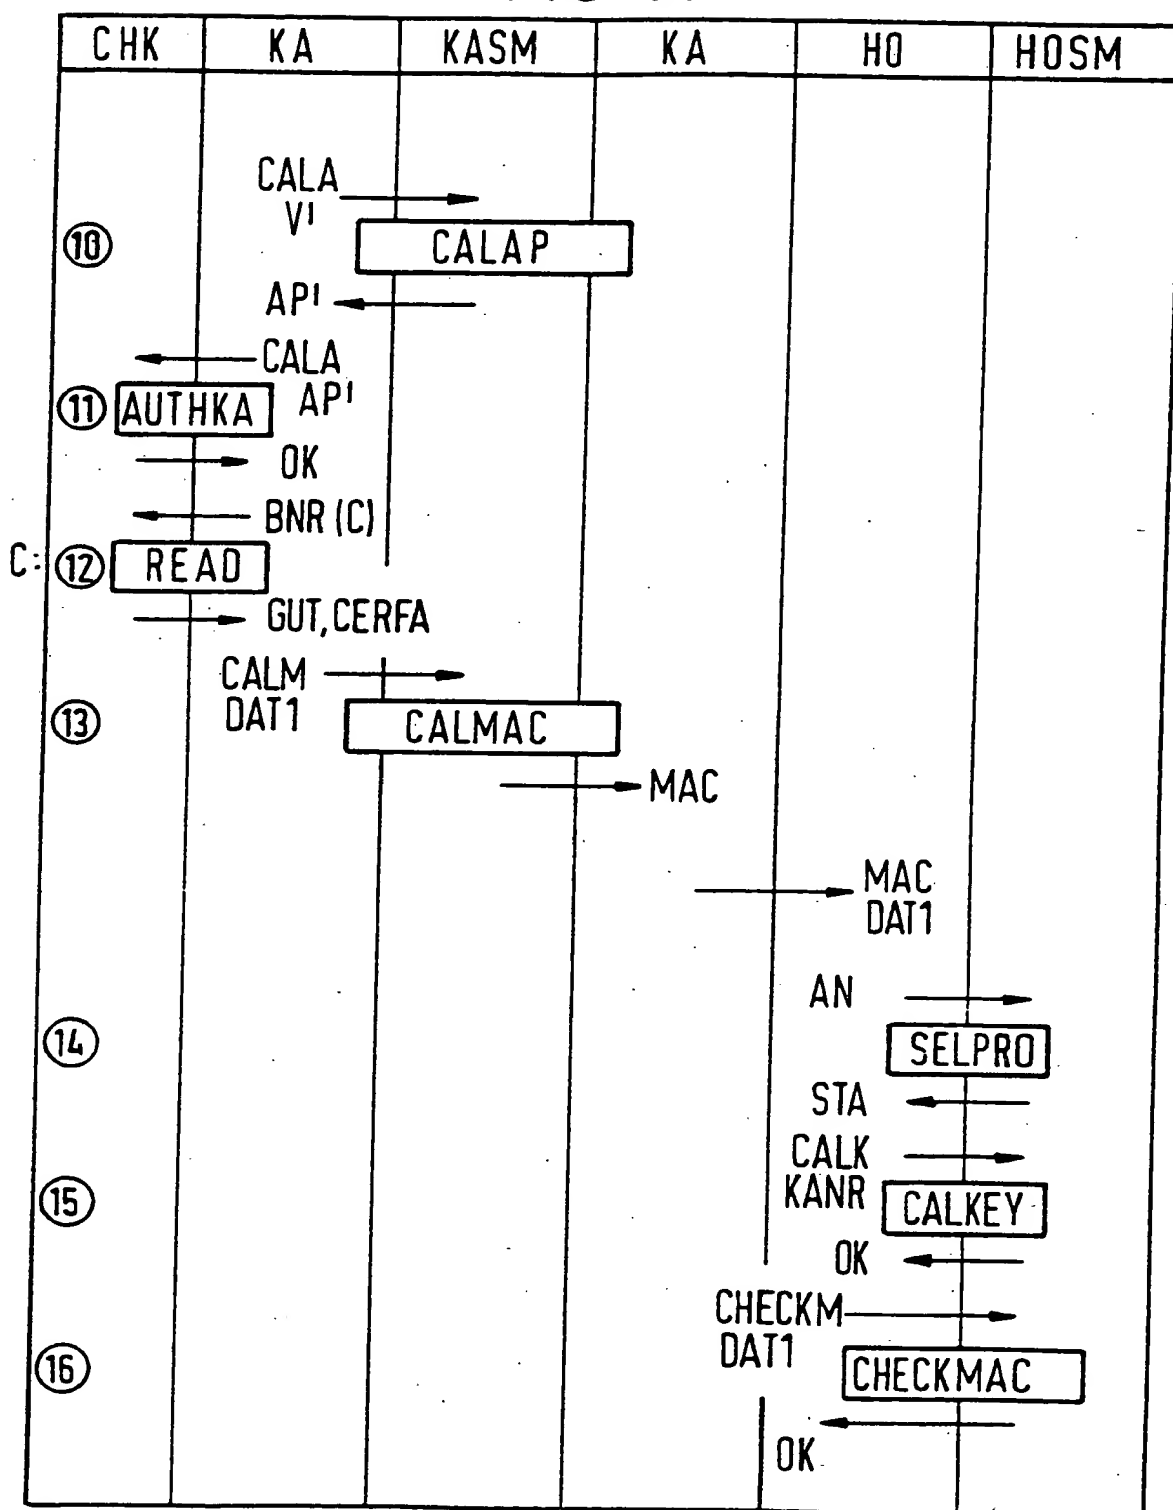 CHK KA KASM KA HO HOSM
CALA
V'
10 CALAP
AP'
CALA
11 AUTHKA AP'
OK
BNR (C)
C: 12 READ
GUT, CERFA
CALM
DAT1
13 CALMAC
MAC
MAC
DAT1
AN
14 SELPRO
STA
CALK
15 KANR CALKEY
OK
CHECKM
DAT1
16 CHECKMAC
OK